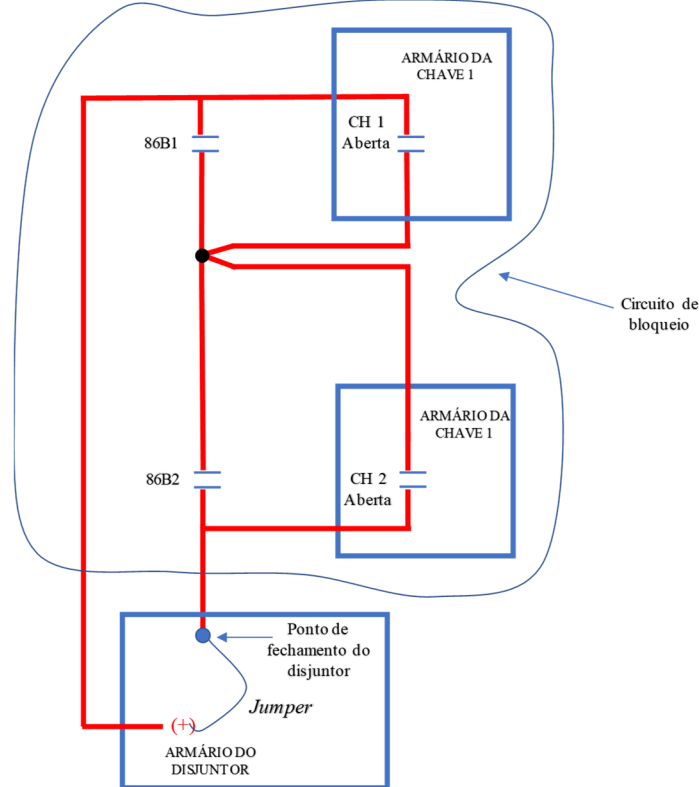 ARMÁRIO DA
CHAVE 1
86B1
CH 1
Aberta
Circuito de
bloqueio
ARMÁRIO DA
CHAVE 1
86B2
CH 2
Aberta
Ponto de
fechamento do
disjuntor
Jumper
(+)
ARMÁRIO DO
DISJUNTOR